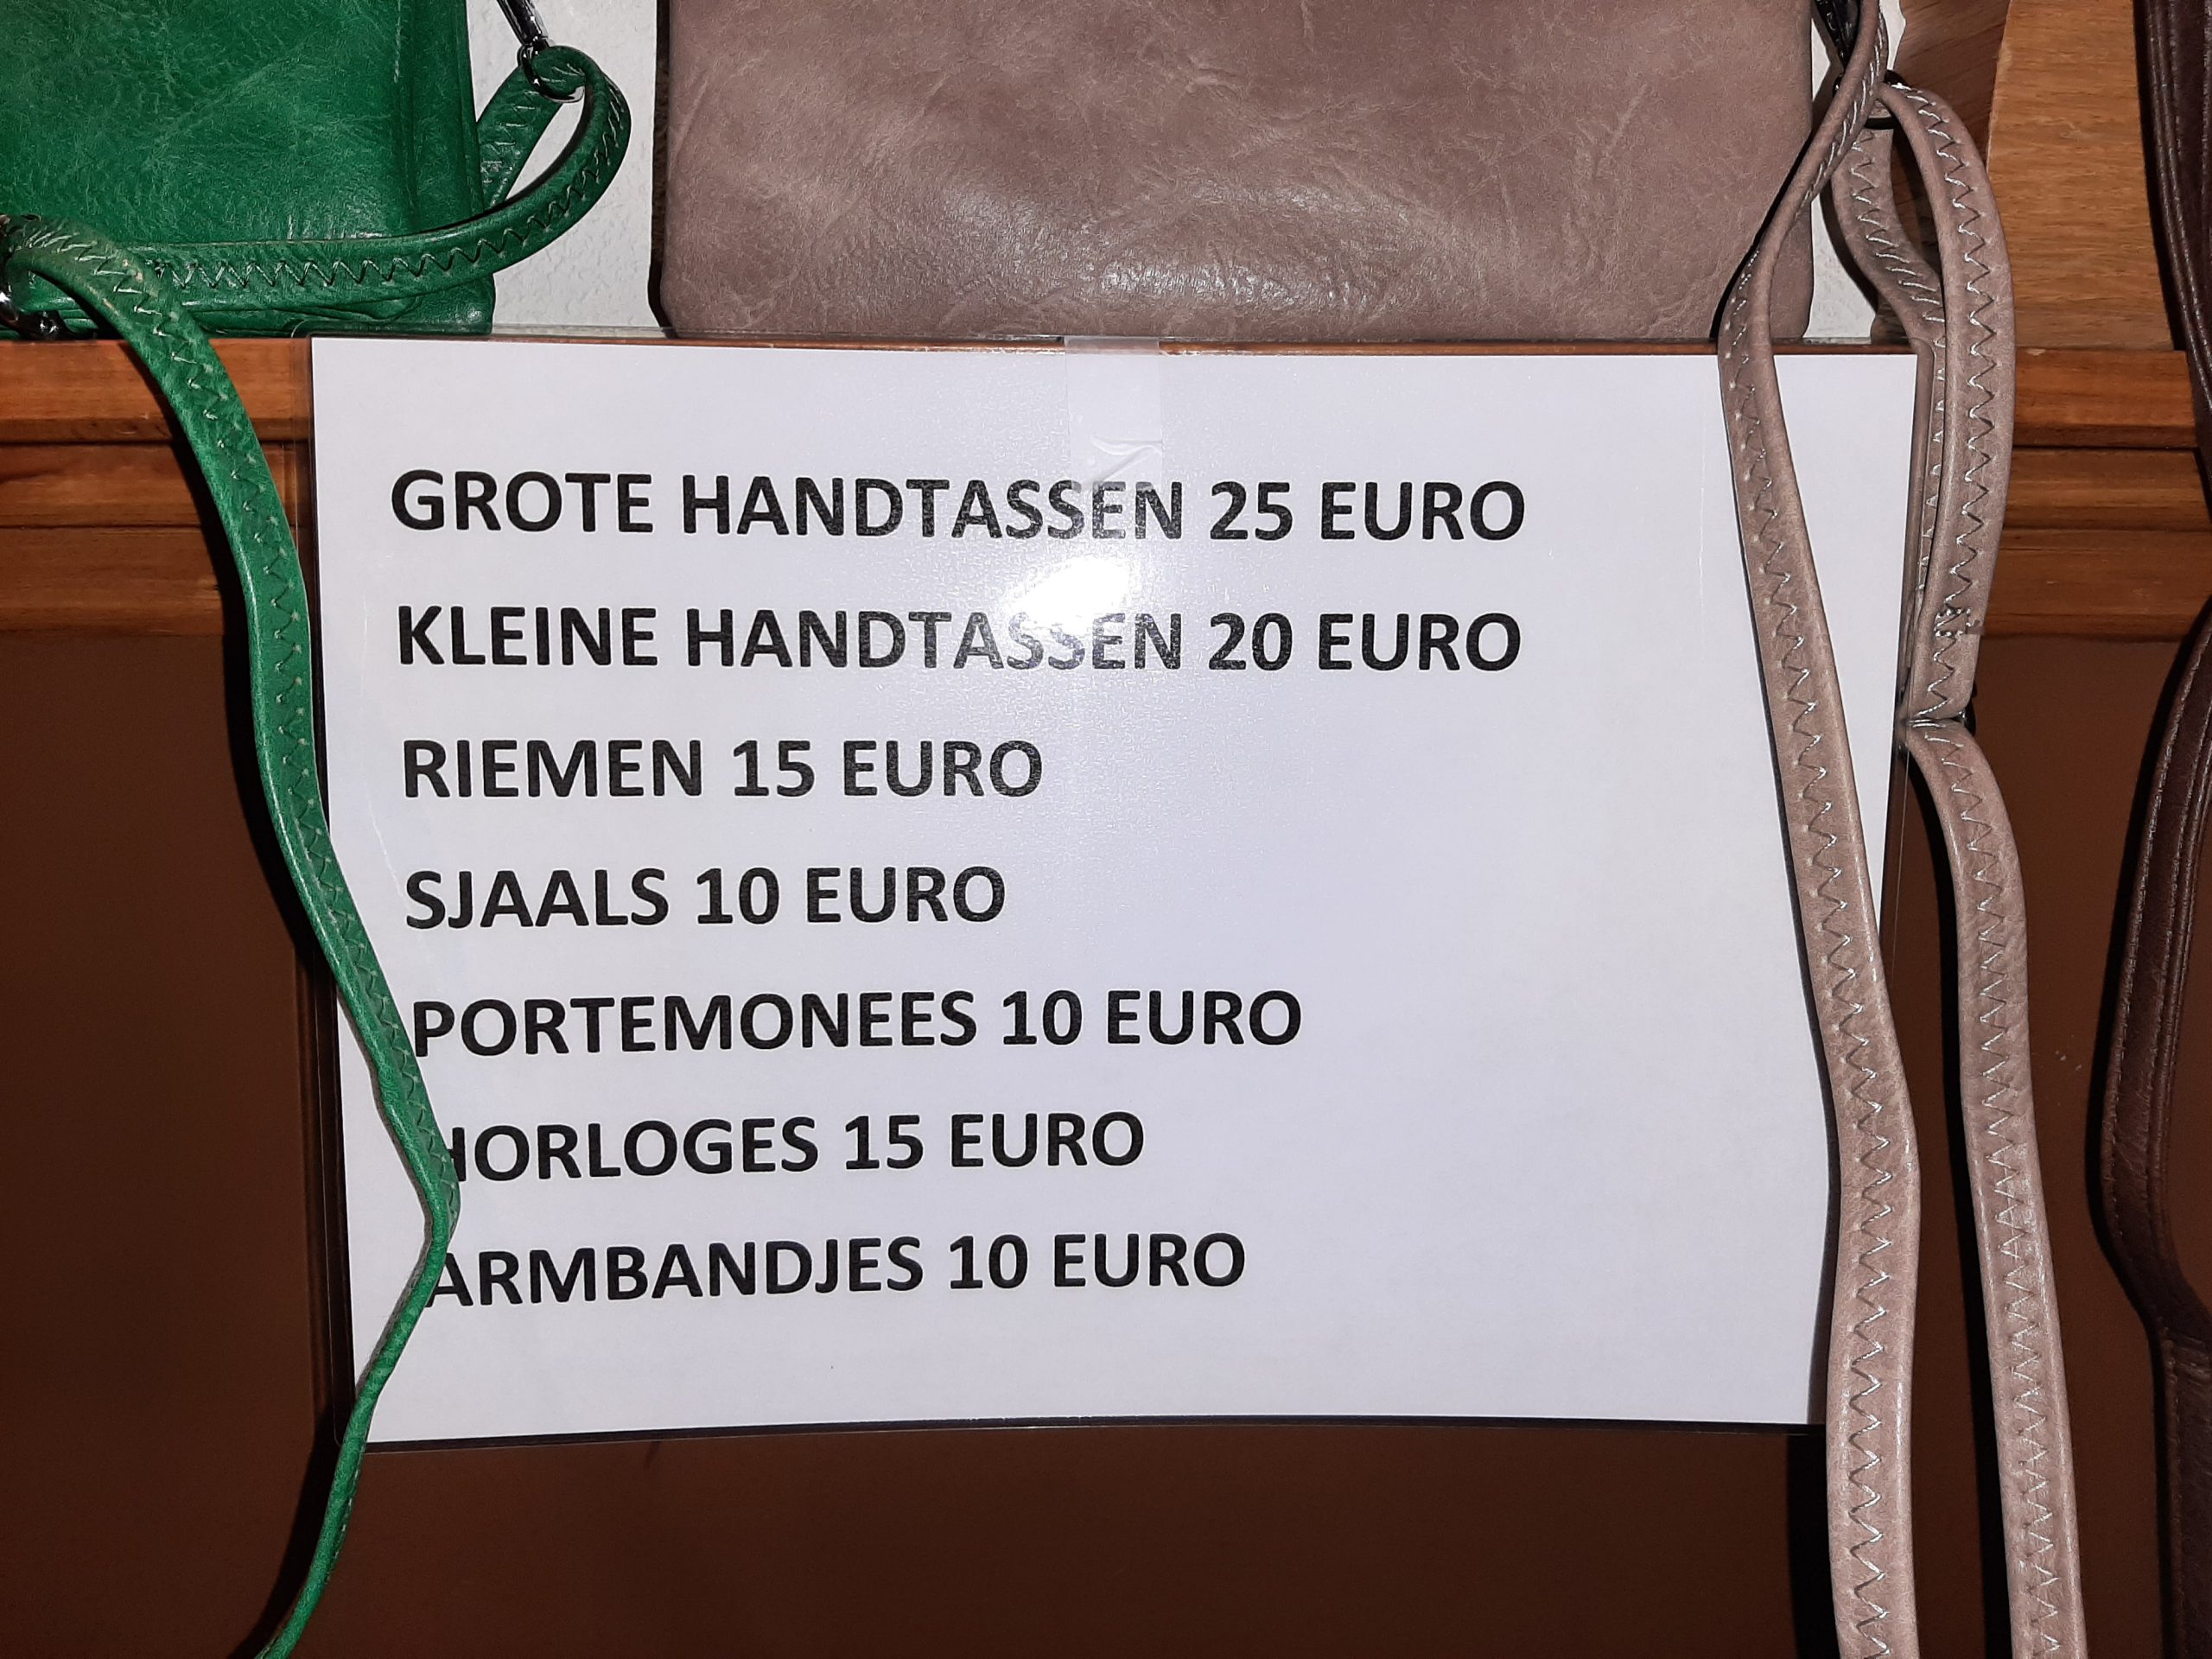 GROTE HANDTASSEN 25 EURO
KLEINE HANDTASSEN 20 EURO
RIEMEN 15 EURO
SJAALS 10 EURO
PORTEMONEES 10 EURO
HORLOGES 15 EURO
ARMBANDJES 10 EURO